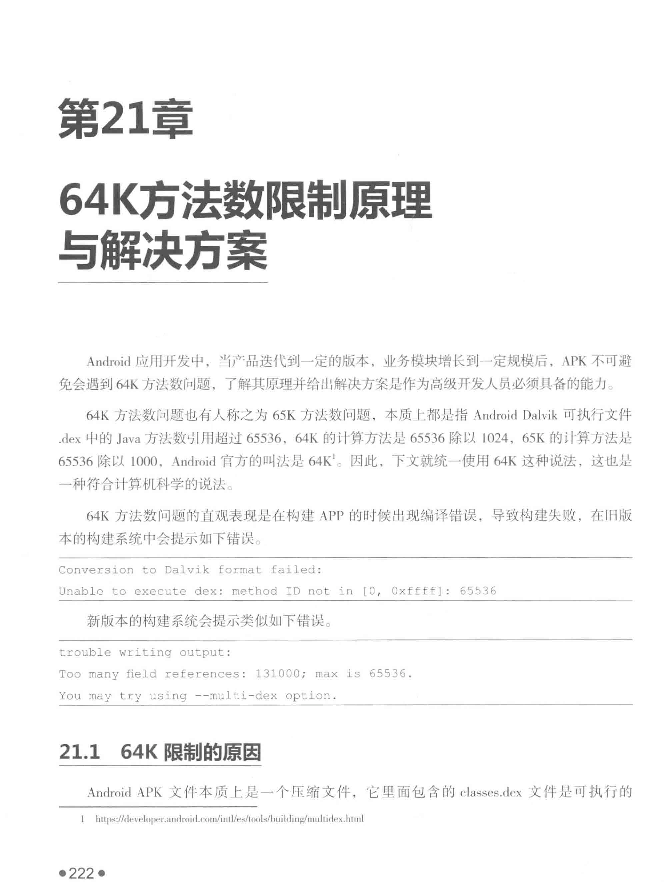 第21章
64K方法数限制原理
与解决方案
Android 应用开发中，当产品迭代到一定的版本，业务模块增长到一定规模后，APK 不可避
免会遇到 64K 方法数问题，了解其原理并给出解决方案是作为高级开发人员必须具备的能力。
64K 方法数问题也有人称之为 65K 方法数问题，本质上都是指 Android Dalvik 可执行文件
.dex 中的 Java 方法数引用超过 65536，64K 的计算方法是 65536 除以 1024，65K 的计算方法是
65536 除以 1000，Android 官方的叫法是 64K¹。因此，下文就统一使用 64K 这种说法，这也是
一种符合计算机科学的说法。
64K 方法数问题的直观表现是在构建 APP 的时候出现编译错误，导致构建失败，在旧版
本的构建系统中会提示如下错误。
Conversion to Dalvik format failed:
Unable to execute dex: method ID not in [0, 0xffff]: 65536
新版本的构建系统会提示类似如下错误。
trouble writing output:
Too many field references: 131000; max is 65536.
You may try using --multi-dex option.
21.1 64K 限制的原因
Android APK 文件本质上是一个压缩文件，它里面包含的 classes.dex 文件是可执行的
1 https://developer.android.com/intl/es/tools/building/multidex.html
●222●